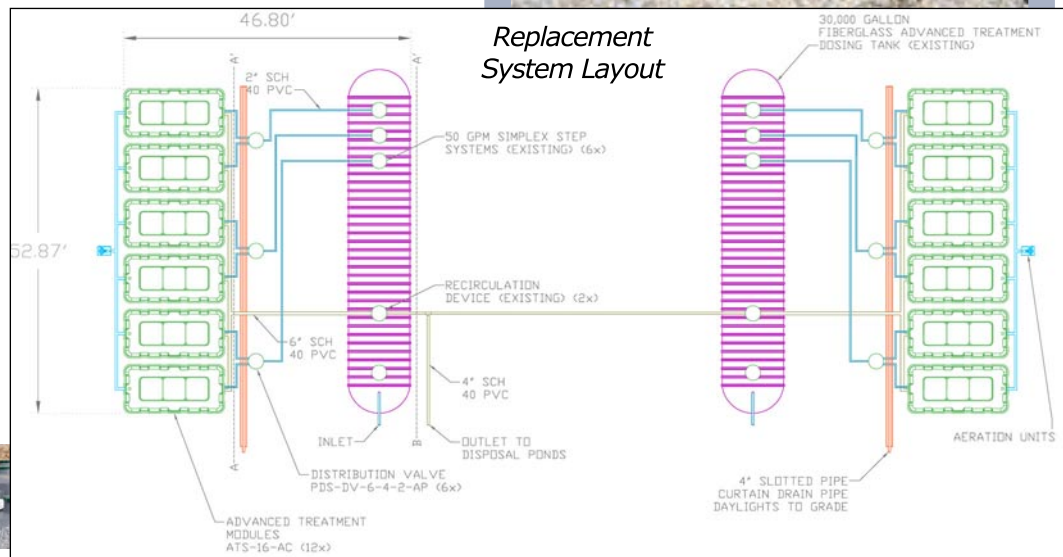 46.80'
Replacement
System Layout
30,000 GALLON
FIBERGLASS ADVANCED TREATMENT
DOSING TANK (EXISTING)
A'
A'
2" SCH
40 PVC
50 GPM SIMPLEX STEP
SYSTEMS (EXISTING) (6x)
52.87'
RECIRCULATION
DEVICE (EXISTING) (2x)
6" SCH
40 PVC
4" SCH
40 PVC
INLET
OUTLET TO
DISPOSAL PONDS
A
B
DISTRIBUTION VALVE
PDS-DV-6-4-2-AP (6x)
ADVANCED TREATMENT
MODULES
ATS-16-AC (12x)
AERATION UNITS
4" SLOTTED PIPE
CURTAIN DRAIN PIPE
DAYLIGHTS TO GRADE